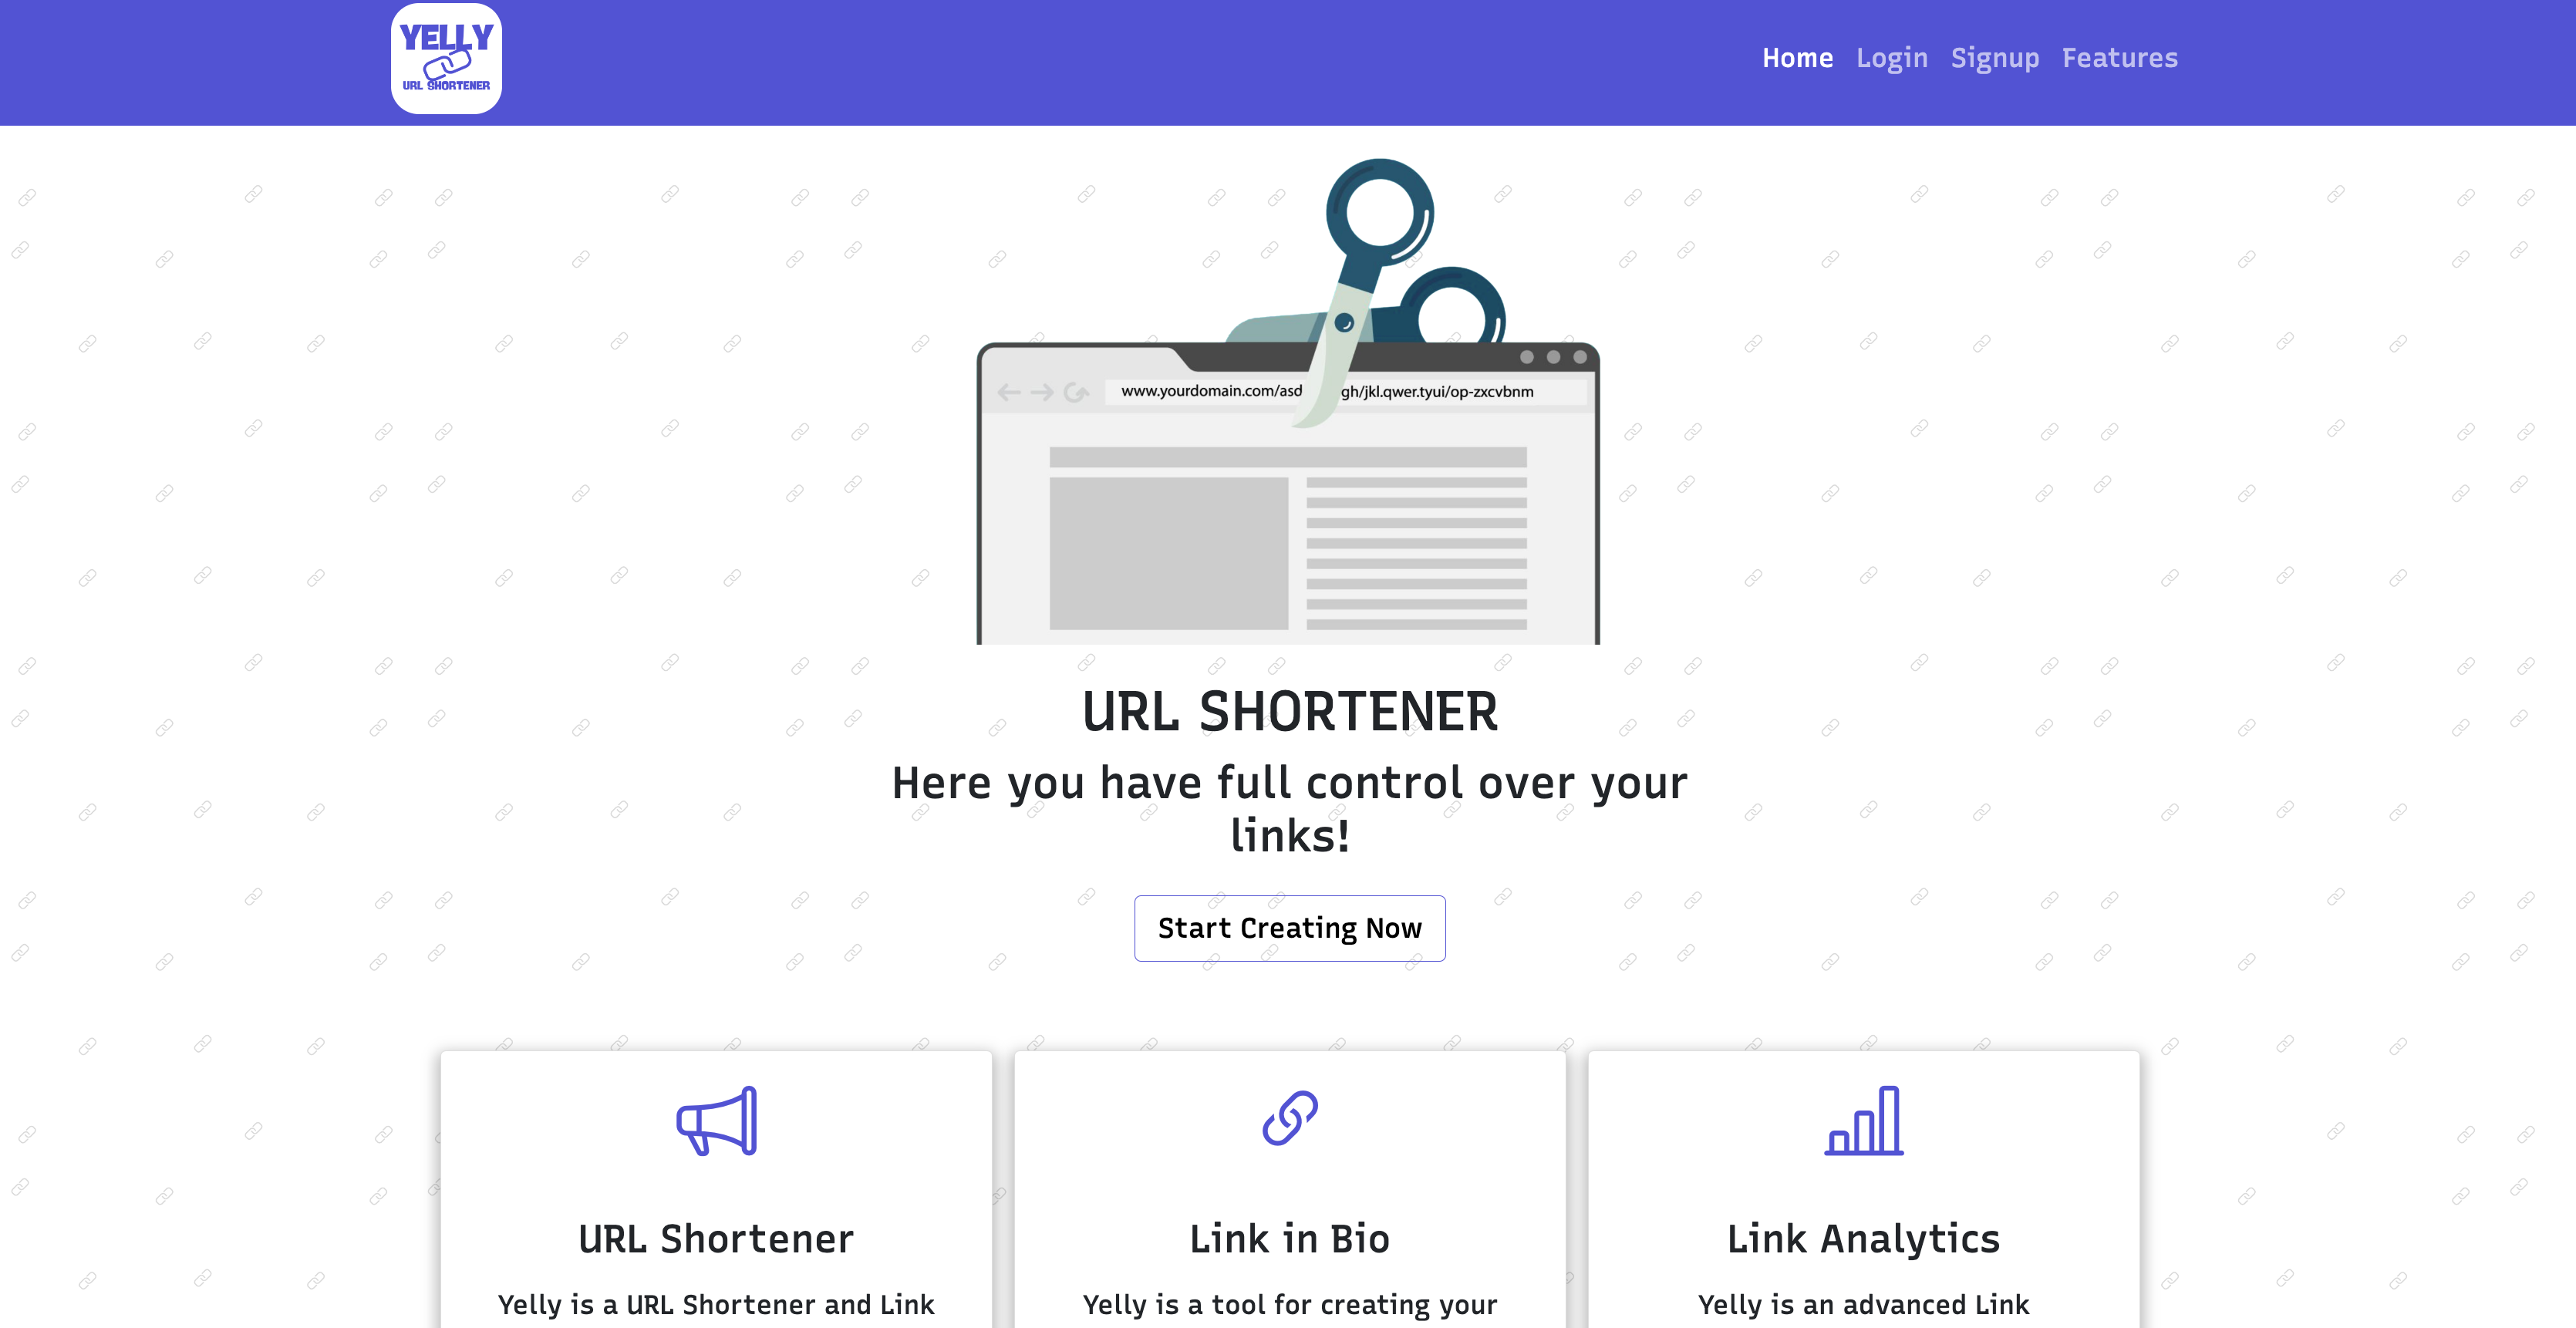 YELLY
URL SHORTENER
Home Login Signup Features
www.yourdomain.com/asd gh/jkl.qwer.tyui/op-zxcvbnm
URL SHORTENER
Here you have full control over your
links!
Start Creating Now
URL Shortener
Yelly is a URL Shortener and Link
Link in Bio
Yelly is a tool for creating your
Link Analytics
Yelly is an advanced Link